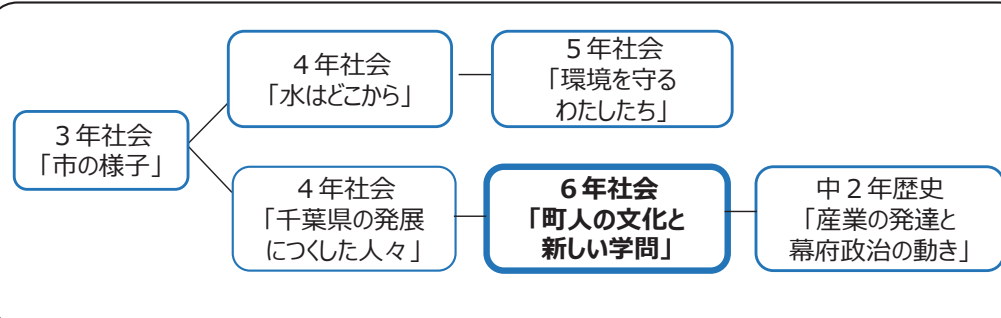 ３年社会
「市の様子」
４年社会
「水はどこから」
５年社会
「環境を守る
わたしたち」
４年社会
「千葉県の発展
につくした人々」
６年社会
「町人の文化と
新しい学問」
中２年歴史
「産業の発達と
幕府政治の動き」